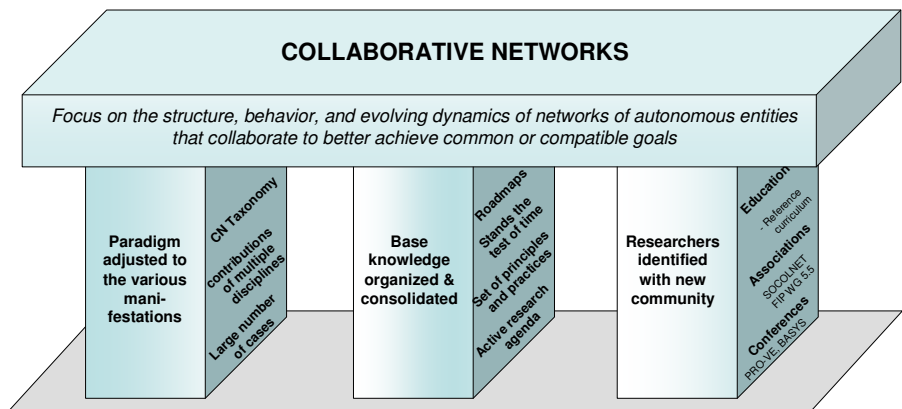 COLLABORATIVE NETWORKS
Focus on the structure, behavior, and evolving dynamics of networks of autonomous entities
that collaborate to better achieve common or compatible goals
Paradigm
adjusted to
the various
mani-
festations
CN Taxonomy
contributions
of multiple
disciplines
Large number
of cases
Base
knowledge
organized &
consolidated
Roadmaps
Stands the
test of time
Set of principles
and practices
Active research
agenda
Researchers
identified
with new
community
Education
- Reference
curriculum
Associations
SOCOLNET
FIP WG 5.5
Conferences
PRO-VE, BASYS